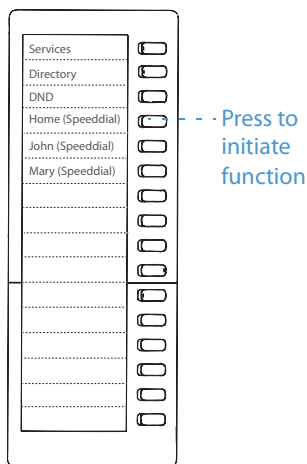 Services
Directory
DND
Home (Speeddial)
John (Speeddial)
Mary (Speeddial)
Press to
initiate
function